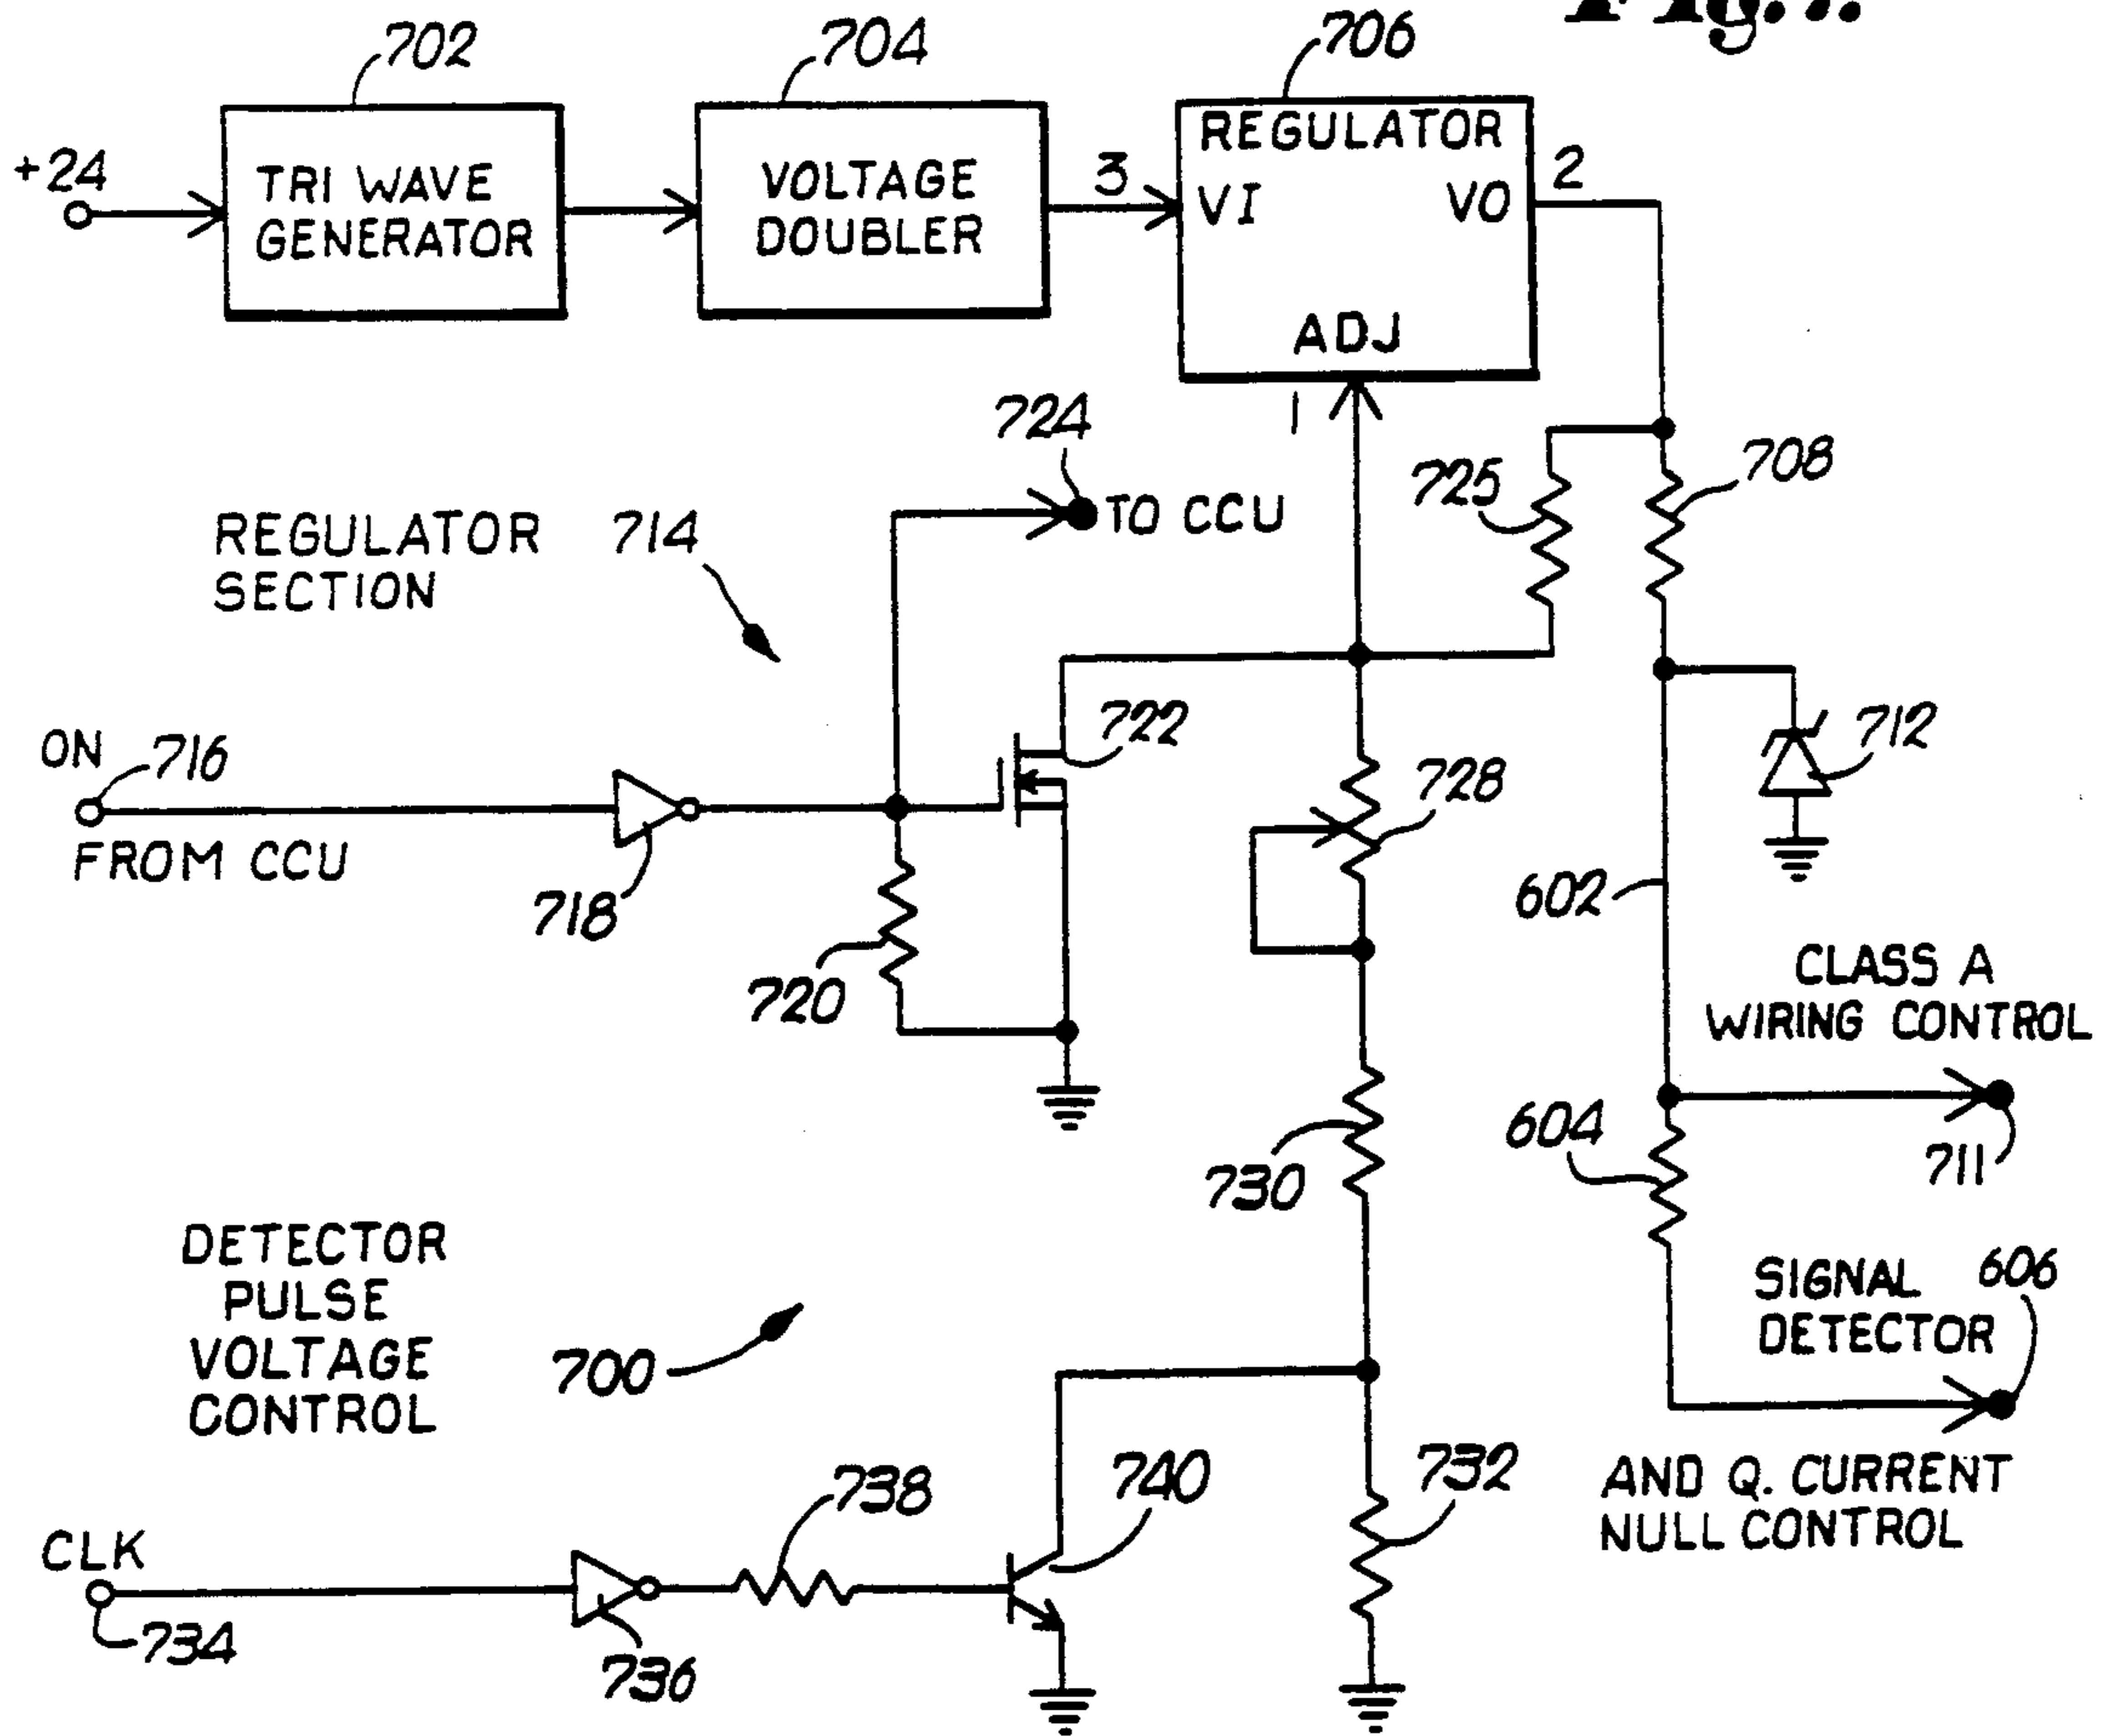 Fig. 7.
702
704
706
+24
TRI WAVE
GENERATOR
VOLTAGE
DOUBLER
3
REGULATOR
VI
VO
2
ADJ
1
724
TO CCU
725
708
REGULATOR
SECTION
714
ON
716
FROM CCU
718
720
722
728
712
602
CLASS A
WIRING CONTROL
711
730
604
DETECTOR
PULSE
VOLTAGE
CONTROL
700
SIGNAL
DETECTOR
606
AND Q. CURRENT
NULL CONTROL
732
740
738
CLK
734
736